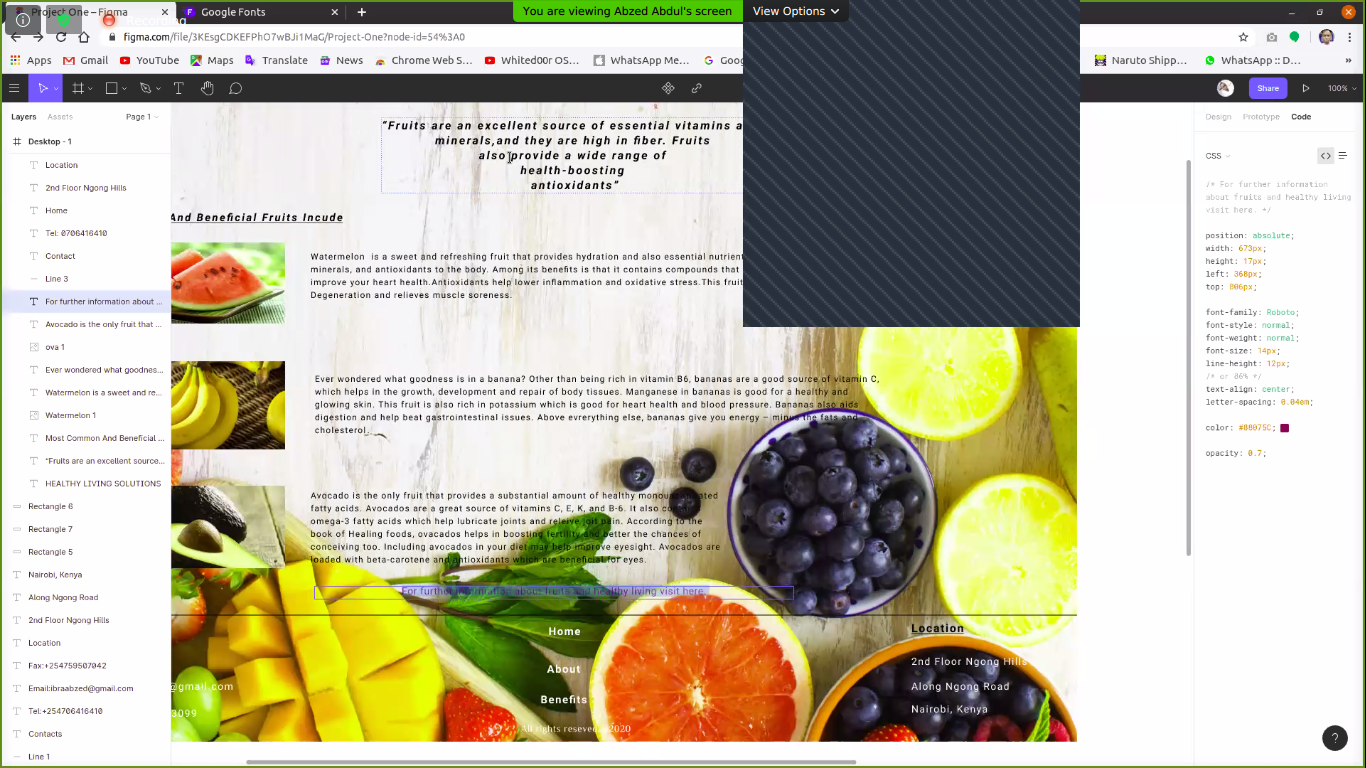 Project One – Figma
Google Fonts
You are viewing Abzed Abdul's screen
View Options
figma.com/file/3KEsgCDKEFPhO7wBJi1MaG/Project-One?node-id=54%3A0
Apps
Gmail
YouTube
Maps
Translate
News
Chrome Web S...
Whited00r OS...
WhatsApp Me...
Goo
Naruto Shipp...
WhatsApp :: D...
Share
100%
Layers
Assets
Page 1
Design
Prototype
Code
Desktop - 1
Location
2nd Floor Ngong Hills
Home
Tel: 0706416410
Contact
Line 3
For further information about ...
Avocado is the only fruit that ...
ova 1
Ever wondered what goodnes...
Watermelon is a sweet and re...
Watermelon 1
Most Common And Beneficial ...
“Fruits are an excellent source...
HEALTHY LIVING SOLUTIONS
Rectangle 6
Rectangle 7
Rectangle 5
Nairobi, Kenya
Along Ngong Road
2nd Floor Ngong Hills
Location
Fax:+254759507042
Email:ibraabzed@gmail.com
Tel:+254706416410
Contacts
Line 1
“Fruits are an excellent source of essential vitamins a
minerals,and they are high in fiber. Fruits
also provide a wide range of
health-boosting
antioxidants”
And Beneficial Fruits Incude
Watermelon is a sweet and refreshing fruit that provides hydration and also essential nutrient
minerals, and antioxidants to the body. Among its benefits is that it contains compounds that
improve your heart health.Antioxidants help lower inflammation and oxidative stress.This fruit
Degeneration and relieves muscle soreness.
Ever wondered what goodness is in a banana? Other than being rich in vitamin B6, bananas are a good source of vitamin C,
which helps in the growth, development and repair of body tissues. Manganese in bananas is good for a healthy and
glowing skin. This fruit is also rich in potassium which is good for heart health and blood pressure. Bananas also aids
digestion and help beat gastrointestinal issues. Above everything else, bananas give you energy – minus the fats and
cholesterol.
Avocado is the only fruit that provides a substantial amount of healthy
fatty acids. Avocados are a great source of vitamins C, E, K, and B-6. It also
omega-3 fatty acids which help lubricate joints and releive joit pain. According to the
book of Healing foods, ovacados helps in boosting fertility and better the chances of
conceiving too. Including avocados in your diet may help improve eyesight. Avocados are
loaded with beta-carotene and antioxidants which are beneficial for eyes.
For further information about fruits and healthy living visit here.
Home
About
Benefits
All rights reseved 2020
@gmail.com
3099
Location
2nd Floor Ngong Hills
Along Ngong Road
Nairobi, Kenya
CSS
/* For further information
about fruits and healthy living
visit here. */
position: absolute;
width: 673px;
height: 17px;
left: 368px;
top: 806px;
font-family: Roboto;
font-style: normal;
font-weight: normal;
font-size: 14px;
line-height: 12px;
/* or 86% */
text-align: center;
letter-spacing: 0.04em;
color: #88075C;
opacity: 0.7;
?